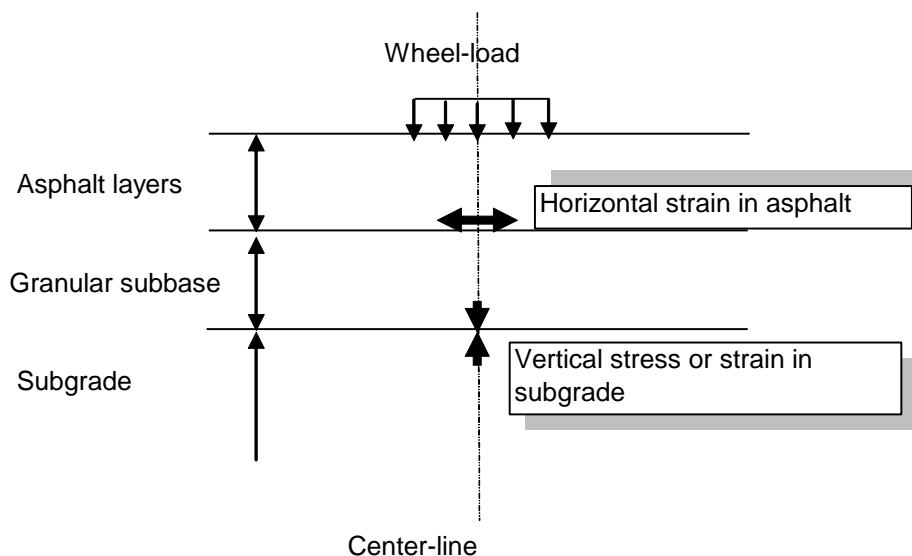 Wheel-load
Asphalt layers
Horizontal strain in asphalt
Granular subbase
Vertical stress or strain in
subgrade
Subgrade
Center-line